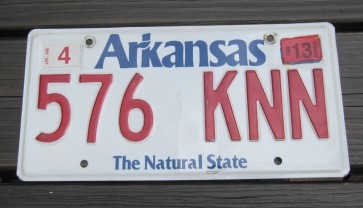 4
Arkansas
13
576 KNN
The Natural State